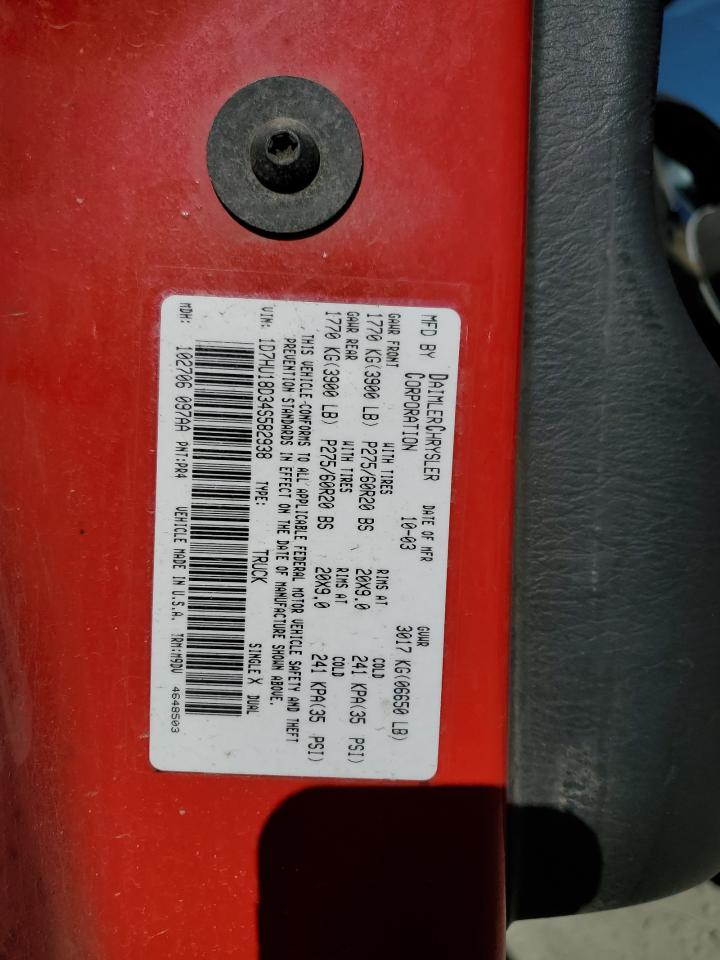 MFD BY DAIMLERCHRYSLER CORPORATION DATE OF MFR 10-03 GVWR 3017 KG(06650 LB)
GAWR FRONT WITH TIRES RIMS AT COLD
1770 KG(3900 LB) P275/60R20 BS 20X9.0 241 KPA(35 PSI)
GAWR REAR WITH TIRES RIMS AT COLD
1770 KG(3900 LB) P275/60R20 BS 20X9.0 241 KPA(35 PSI)
THIS VEHICLE CONFORMS TO ALL APPLICABLE FEDERAL MOTOR VEHICLE SAFETY AND THEFT
PREVENTION STANDARDS IN EFFECT ON THE DATE OF MANUFACTURE SHOWN ABOVE.
VIN: 1D7HU18D34S582938 TYPE: TRUCK SINGLE X DUAL
MDH: 102706 097AA PNT:PR4 VEHICLE MADE IN U.S.A. TRM:M9DV 4648503